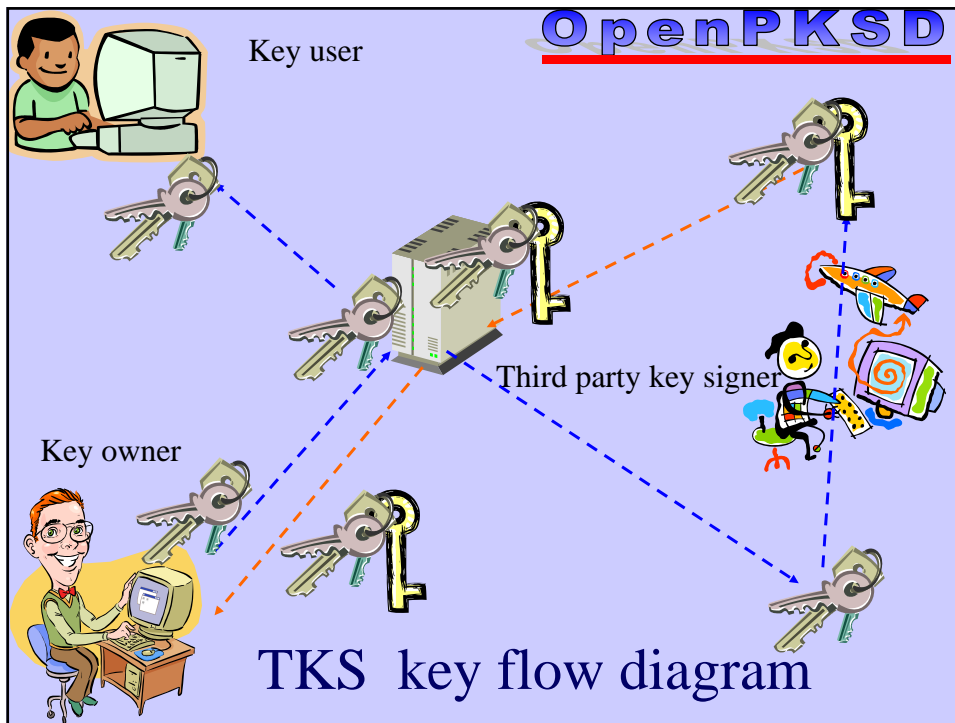 OpenPKSD
Key user
Third party key signer
Key owner
TKS key flow diagram